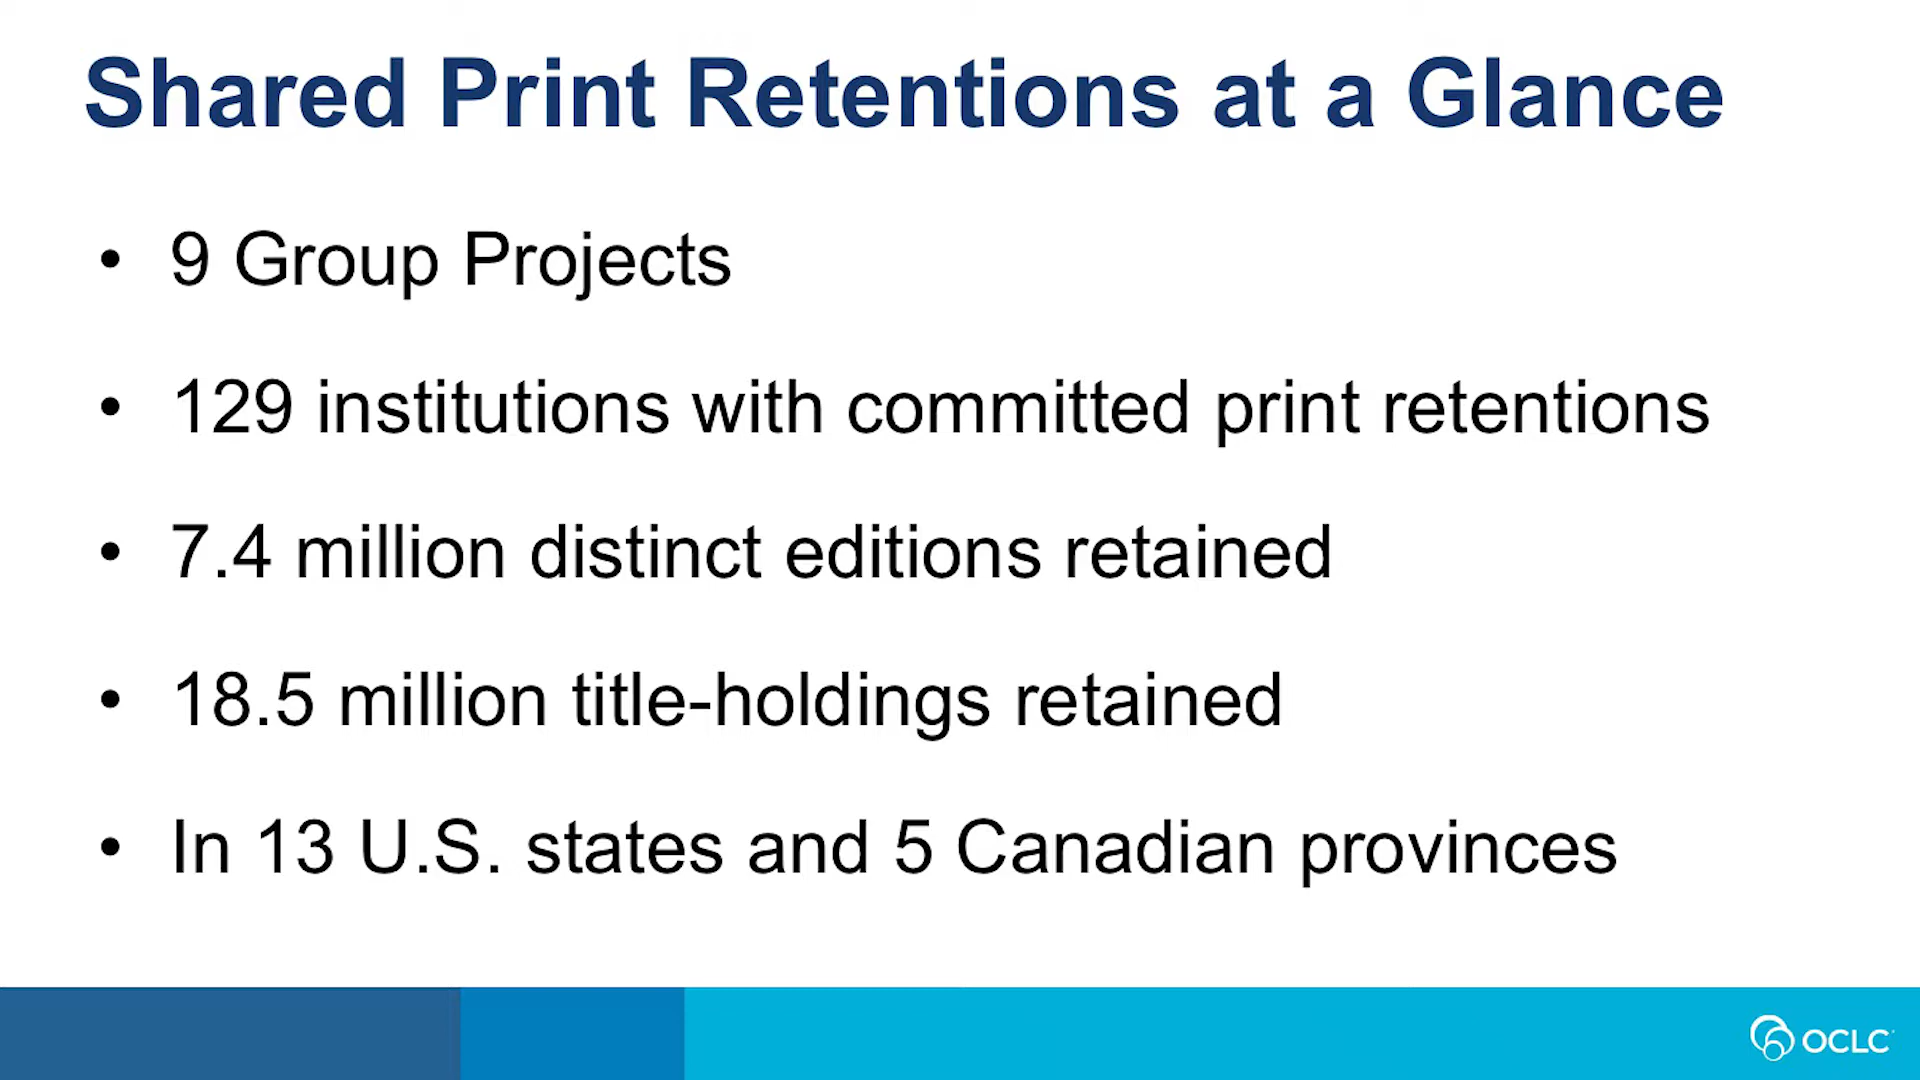 Shared Print Retentions at a Glance
• 9 Group Projects
• 129 institutions with committed print retentions
• 7.4 million distinct editions retained
• 18.5 million title-holdings retained
• In 13 U.S. states and 5 Canadian provinces
OCLC